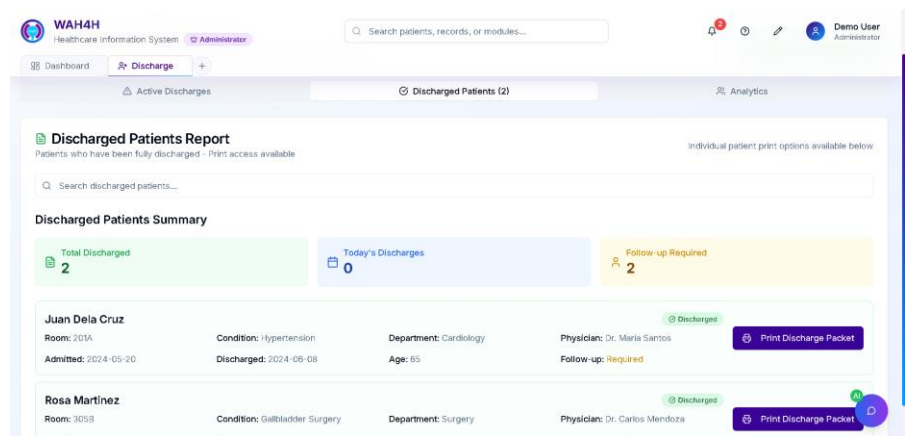 WAH4H
Healthcare Information System Administrator
Search patients, records, or modules...
2
Demo User
Administrator
Dashboard Discharge +
Active Discharges Discharged Patients (2) Analytics
Discharged Patients Report
Patients who have been fully discharged - Print access available
Individual patient print options available below
Search discharged patients...
Discharged Patients Summary
Total Discharged
2
Today's Discharges
0
Follow-up Required
2
Juan Dela Cruz Discharged
Room: 201A Condition: Hypertension Department: Cardiology Physician: Dr. Maria Santos Print Discharge Packet
Admitted: 2024-05-20 Discharged: 2024-06-08 Age: 65 Follow-up: Required
Rosa Martinez Discharged AI
Room: 305B Condition: Gallbladder Surgery Department: Surgery Physician: Dr. Carlos Mendoza Print Discharge Packet